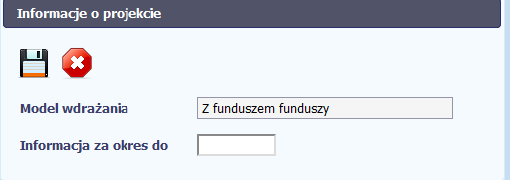 Informacje o projekcie
Model wdrażania Z funduszem funduszy
Informacja za okres do